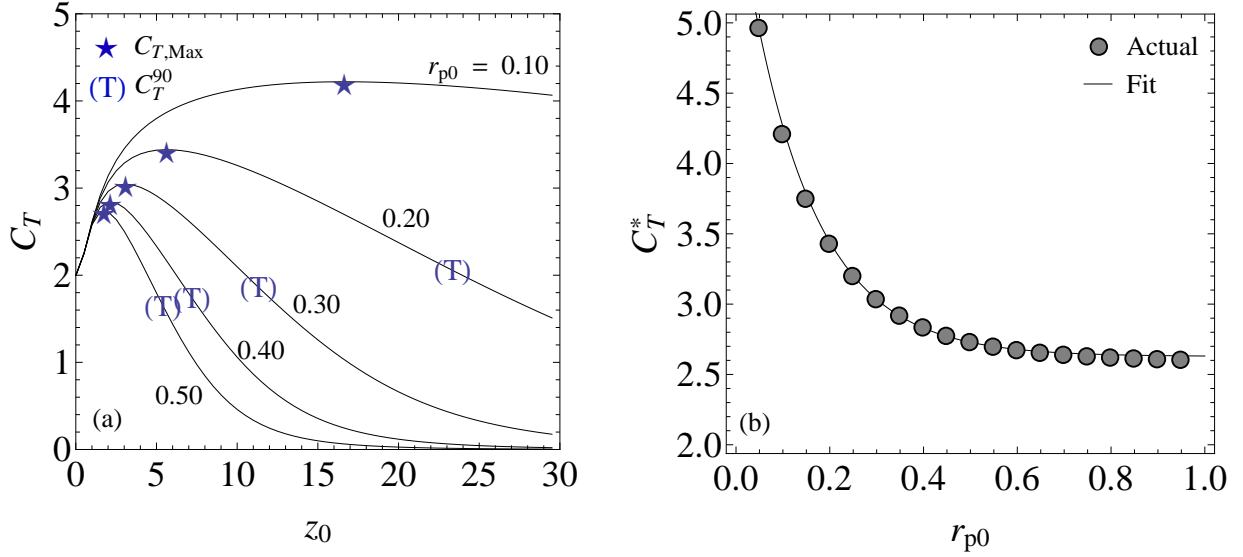 5
4
3
2
1
0
C_T
★ C_{T,Max}
(T) C_T^{90}
r_{p0} = 0.10
0.20
0.30
0.40
0.50
(T) (T) (T) (T)
(a)
0 5 10 15 20 25 30
z_0
5.0
4.5
4.0
3.5
3.0
2.5
2.0
C_T^*
Actual
Fit
(b)
0.0 0.2 0.4 0.6 0.8 1.0
r_{p0}